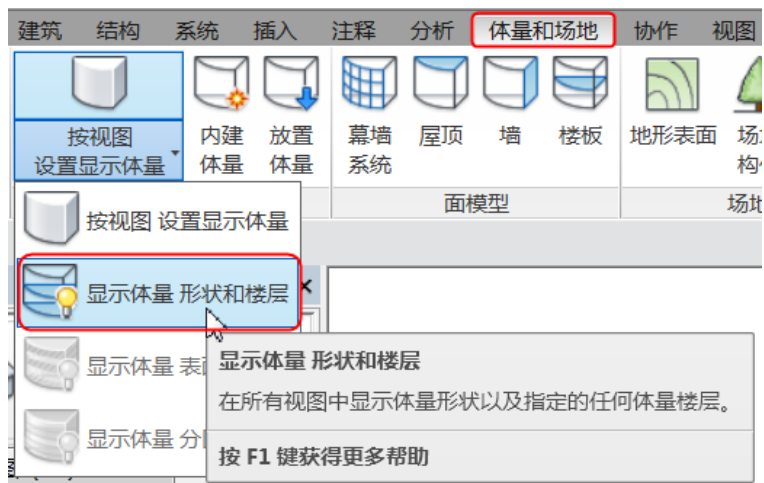 建筑 结构 系统 插入 注释 分析 体量和场地 协作 视图
按视图
设置显示体量
内建
体量
放置
体量
幕墙
系统
屋顶
墙
楼板
地形表面
面模型
按视图 设置显示体量
显示体量 形状和楼层
显示体量
显示体量
显示体量 形状和楼层
在所有视图中显示体量形状以及指定的任何体量楼层。
按 F1 键获得更多帮助